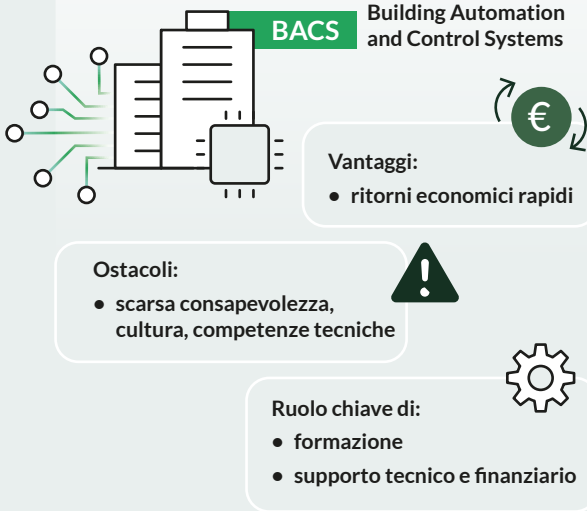 BACS
Building Automation
and Control Systems
€
Vantaggi:
• ritorni economici rapidi
Ostacoli:
• scarsa consapevolezza,
cultura, competenze tecniche
Ruolo chiave di:
• formazione
• supporto tecnico e finanziario